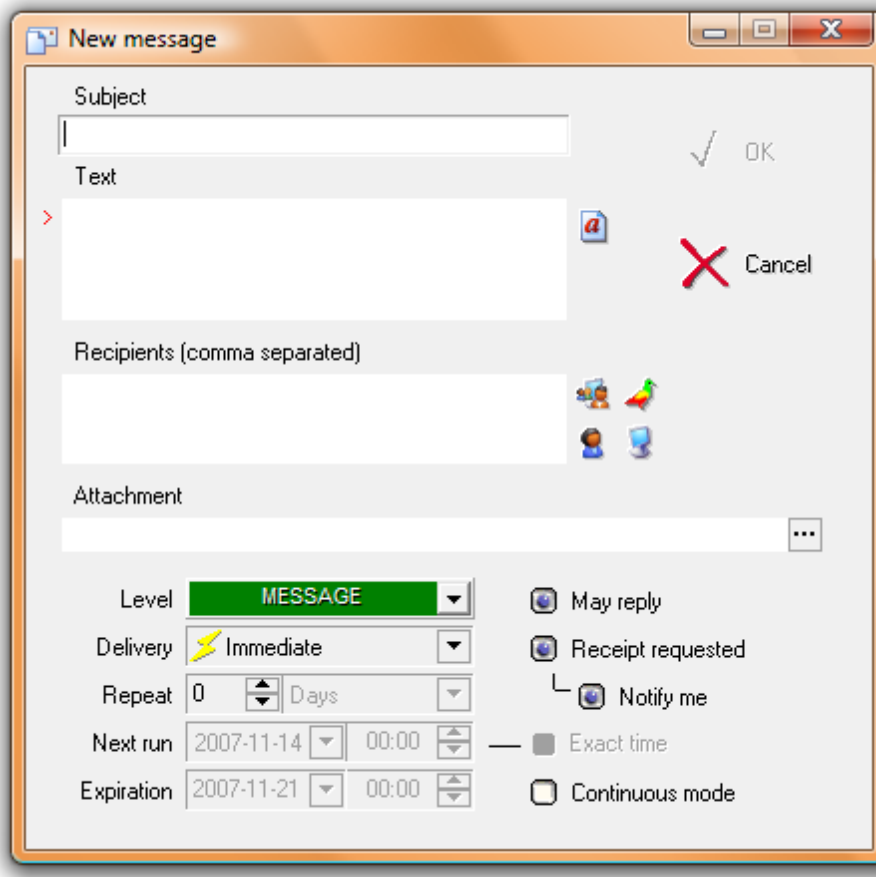 New message
Subject
OK
Text
>
a
Cancel
Recipients (comma separated)
Attachment
...
Level MESSAGE May reply
Delivery Immediate Receipt requested
Repeat 0 Days Notify me
Next run 2007-11-14 00:00 Exact time
Expiration 2007-11-21 00:00 Continuous mode